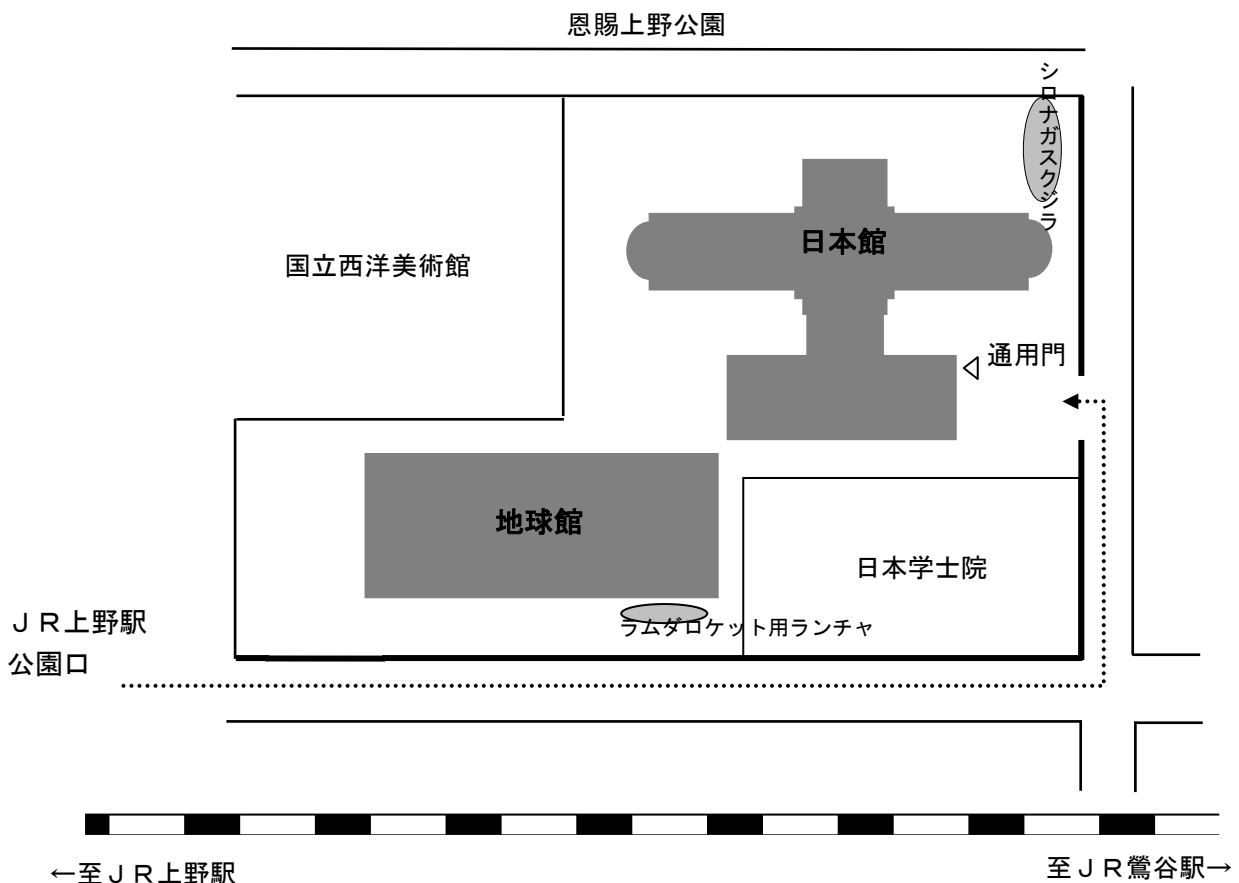 恩賜上野公園
シロナガスクジラ
日本館
国立西洋美術館
通用門
地球館
日本学士院
ＪＲ上野駅
公園口
ラムダロケット用ランチャ
←至ＪＲ上野駅
至ＪＲ鶯谷駅→